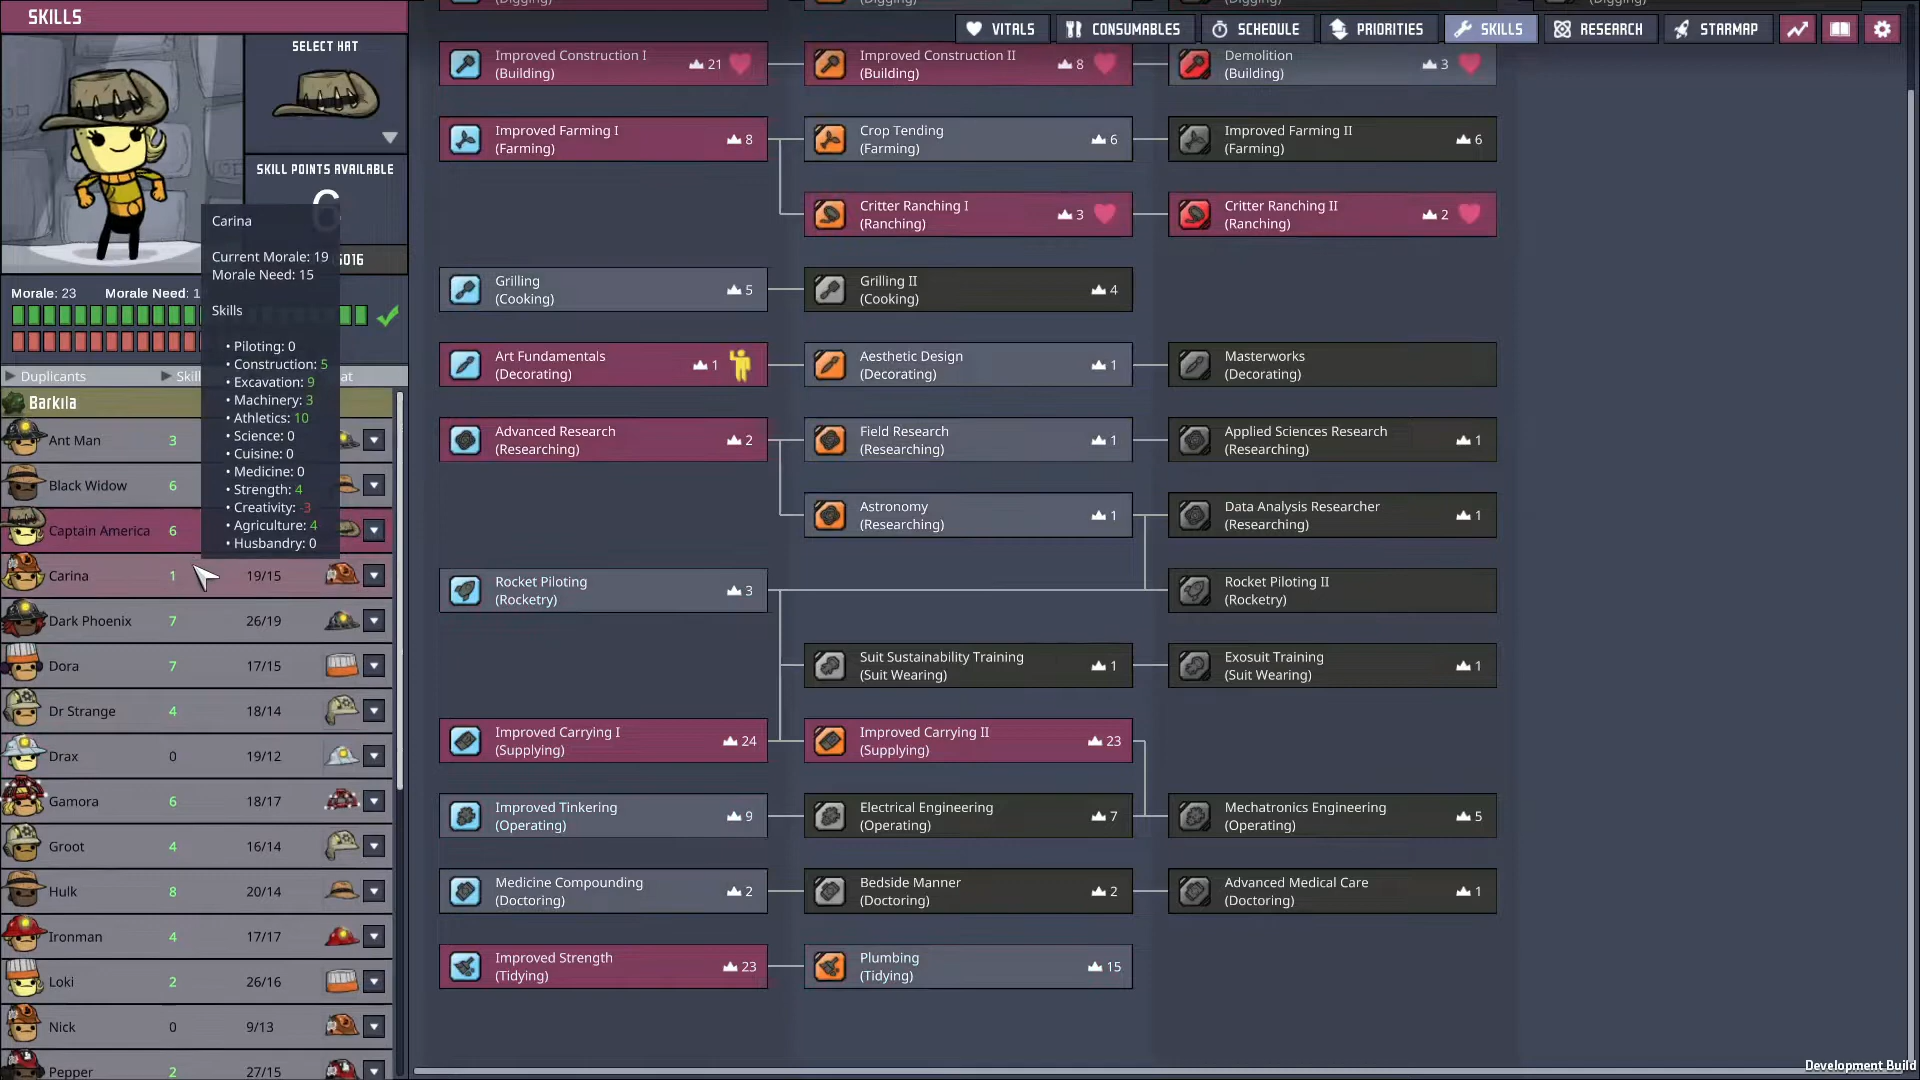 SKILLS
SELECT HAT
SKILL POINTS AVAILABLE
Morale: 23 Morale Need: 1
Duplicants
Barkila
Ant Man 3
Black Widow 6
Captain America 6
Carina 1 19/15
Dark Phoenix 7 26/19
Dora 7 17/15
Dr Strange 4 18/14
Drax 0 19/12
Gamora 6 18/17
Groot 4 16/14
Hulk 8 20/14
Ironman 4 17/17
Loki 2 26/16
Nick 0 9/13
Pepper 2 27/15
Carina
Current Morale: 19
Morale Need: 15
Skills
• Piloting: 0
• Construction: 5
• Excavation: 9
• Machinery: 3
• Athletics: 10
• Science: 0
• Cuisine: 0
• Medicine: 0
• Strength: 4
• Creativity: -3
• Agriculture: 4
• Husbandry: 0
VITALS CONSUMABLES SCHEDULE PRIORITIES SKILLS RESEARCH STARMAP
Improved Construction I
(Building) 21
Improved Construction II
(Building) 8
Demolition
(Building) 3
Improved Farming I
(Farming) 8
Crop Tending
(Farming) 6
Improved Farming II
(Farming) 6
Critter Ranching I
(Ranching) 3
Critter Ranching II
(Ranching) 2
Grilling
(Cooking) 5
Grilling II
(Cooking) 4
Art Fundamentals
(Decorating) 1
Aesthetic Design
(Decorating) 1
Masterworks
(Decorating)
Advanced Research
(Researching) 2
Field Research
(Researching) 1
Applied Sciences Research
(Researching) 1
Astronomy
(Researching) 1
Data Analysis Researcher
(Researching) 1
Rocket Piloting
(Rocketry) 3
Rocket Piloting II
(Rocketry)
Suit Sustainability Training
(Suit Wearing) 1
Exosuit Training
(Suit Wearing) 1
Improved Carrying I
(Supplying) 24
Improved Carrying II
(Supplying) 23
Improved Tinkering
(Operating) 9
Electrical Engineering
(Operating) 7
Mechatronics Engineering
(Operating) 5
Medicine Compounding
(Doctoring) 2
Bedside Manner
(Doctoring) 2
Advanced Medical Care
(Doctoring) 1
Improved Strength
(Tidying) 23
Plumbing
(Tidying) 15
Development Build